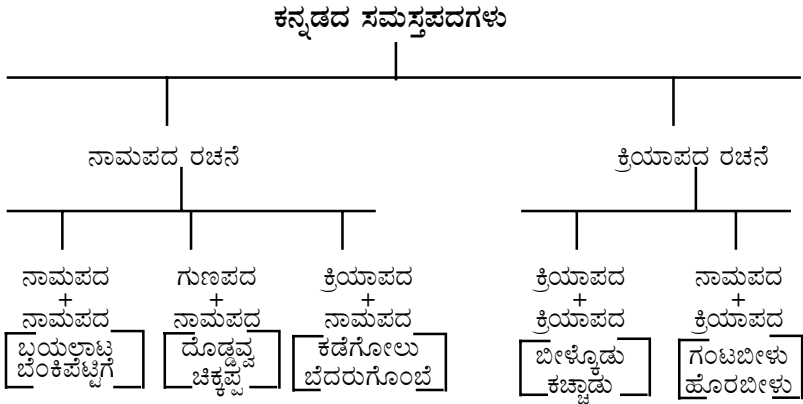 ಕನ್ನಡದ ಸಮಸ್ತಪದಗಳು
ನಾಮಪದ ರಚನೆ
ಕ್ರಿಯಾಪದ ರಚನೆ
ನಾಮಪದ
+
ನಾಮಪದ
ಬಯಲಾಟ
ಬೆಂಕಿಪೆಟ್ಟಿಗೆ
ಗುಣಪದ
+
ನಾಮಪದ
ದೊಡ್ಡವ್ವ
ಚಿಕ್ಕಪ್ಪ
ಕ್ರಿಯಾಪದ
+
ನಾಮಪದ
ಕಡೆಗೋಲು
ಬೆದರುಗೊಂಬೆ
ಕ್ರಿಯಾಪದ
+
ಕ್ರಿಯಾಪದ
ಬೀಳ್ಕೊಡು
ಕಚ್ಚಾಡು
ನಾಮಪದ
+
ಕ್ರಿಯಾಪದ
ಗಂಟಬೀಳು
ಹೊರಬೀಳು